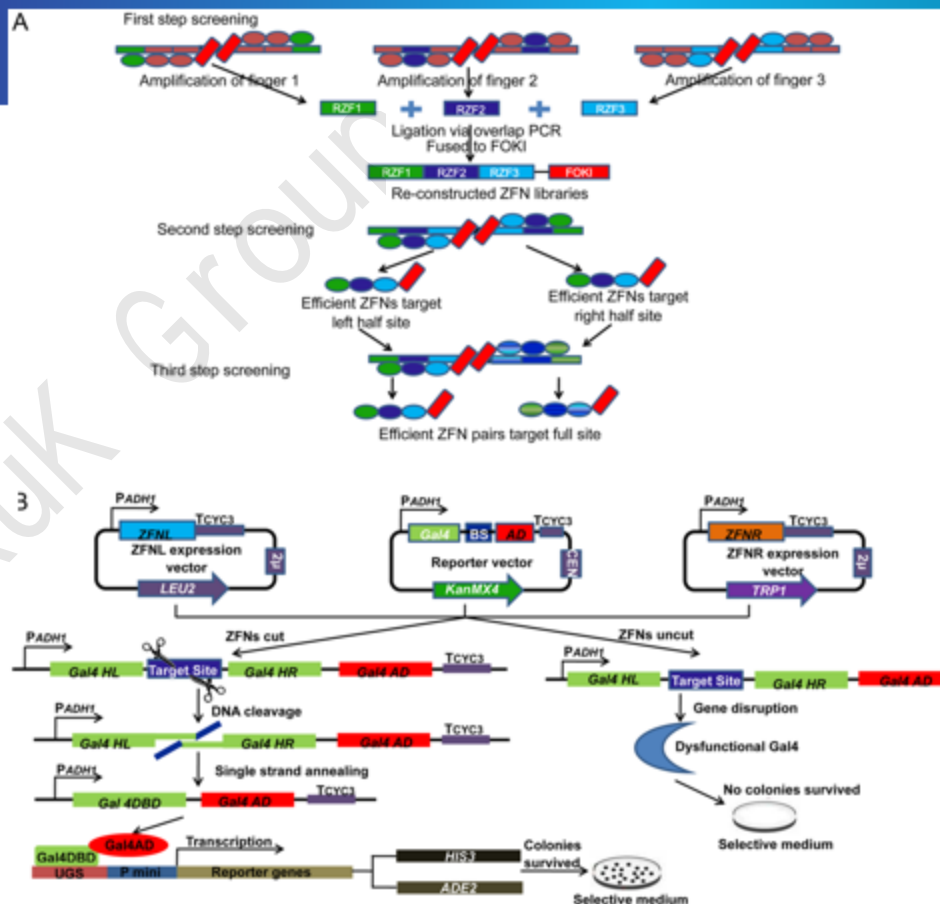 A
First step screening
Amplification of finger 1
Amplification of finger 2
Amplification of finger 3
RZF1
RZF2
RZF3
Ligation via overlap PCR
Fused to FOKI
RZF1 RZF2 RZF3 FOKI
Re-constructed ZFN libraries
Second step screening
Efficient ZFNs target
left half site
Efficient ZFNs target
right half site
Third step screening
Efficient ZFN pairs target full site
PADH1
TCYC3
ZFNL
ZFNL expression
vector
2μ
LEU2
PADH1
TCYC3
Gal4 BS AD
Reporter vector
CEN
KanMX4
PADH1
TCYC3
ZFNR
ZFNR expression
vector
2μ
TRP1
ZFNs cut
ZFNs uncut
PADH1
Gal4 HL Target Site Gal4 HR Gal4 AD TCYC3
DNA cleavage
PADH1
Gal4 HL Gal4 HR Gal4 AD TCYC3
Single strand annealing
PADH1
Gal 4DBD Gal4 AD TCYC3
Gal4AD
Gal4DBD
Transcription
UGS P mini Reporter genes
HIS3
ADE2
Colonies
survived
Selective medium
PADH1
Gal4 HL Target Site Gal4 HR Gal4 AD
Gene disruption
Dysfunctional Gal4
No colonies survived
Selective medium
Group